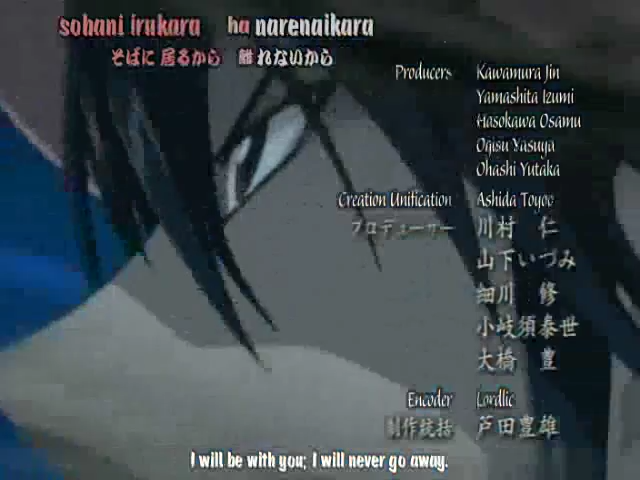 sobani irukara hanarenaikara
そばに居るから 離れないから
Producers Kawamura Jin
Yamashita Izumi
Hosokawa Osamu
Ogisu Yasuya
Ohashi Yutaka
Creation Unification Ashida Toyoo
プロデューサー 川村 仁
山下いづみ
細川 修
小岐須泰世
大橋 豊
Encoder Lordlic
制作統括 芦田豊雄
I will be with you; I will never go away.